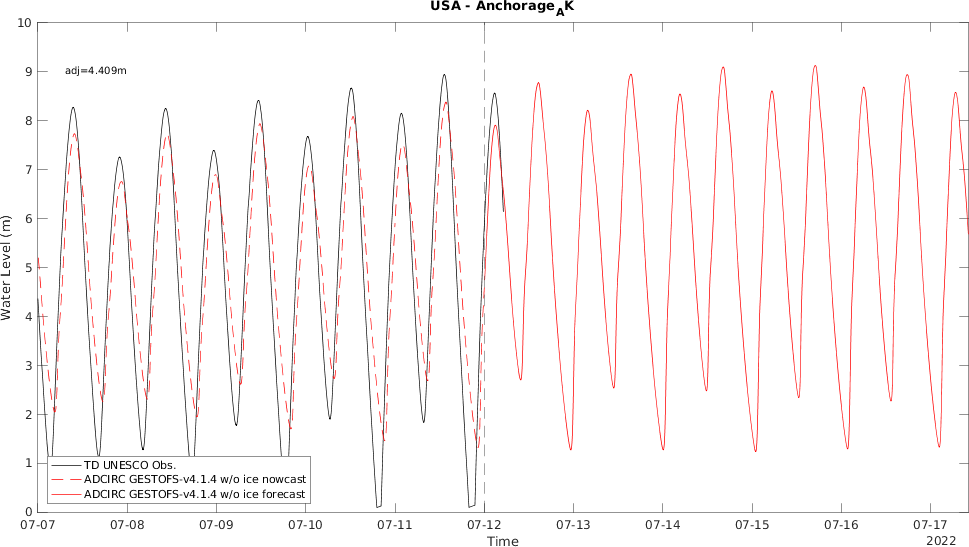 USA - Anchorage_AK
10
9
adj=4.409m
8
7
6
5
4
3
2
1
0
Water Level (m)
TD UNESCO Obs.
ADCIRC GESTOFS-v4.1.4 w/o ice nowcast
ADCIRC GESTOFS-v4.1.4 w/o ice forecast
07-07 07-08 07-09 07-10 07-11 07-12 07-13 07-14 07-15 07-16 07-17
Time
2022